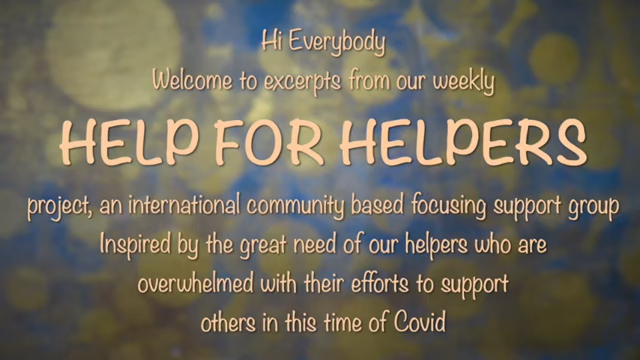 Hi Everybody
Welcome to excerpts from our weekly
HELP FOR HELPERS
project, an international community based focusing support group
Inspired by the great need of our helpers who are
overwhelmed with their efforts to support
others in this time of Covid